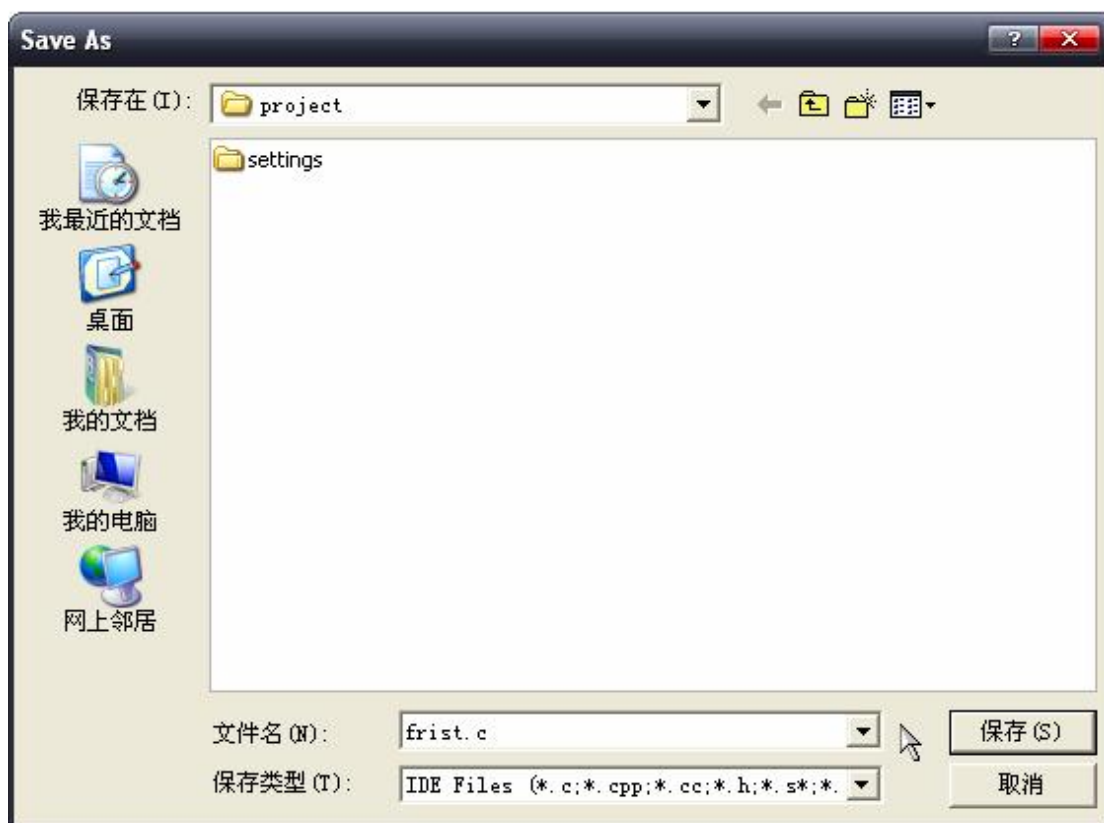 Save As
保存在(I):
project
settings
我最近的文档
桌面
我的文档
我的电脑
网上邻居
文件名(N):
frist.c
保存(S)
保存类型(T):
IDE Files (*.c;*.cpp;*.cc;*.h;*.s*;*.
取消